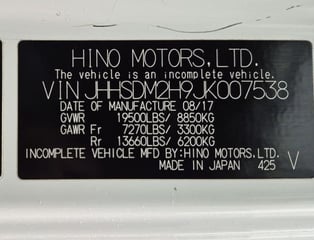 HINO MOTORS,LTD.
The vehicle is an incomplete vehicle.
VIN JHHSDM2H9JK007538
DATE OF MANUFACTURE 08/17
GVWR 19500LBS/ 8850KG
GAWR Fr 7270LBS/ 3300KG
Rr 13660LBS/ 6200KG
INCOMPLETE VEHICLE MFD BY:HINO MOTORS,LTD.
MADE IN JAPAN 425 V